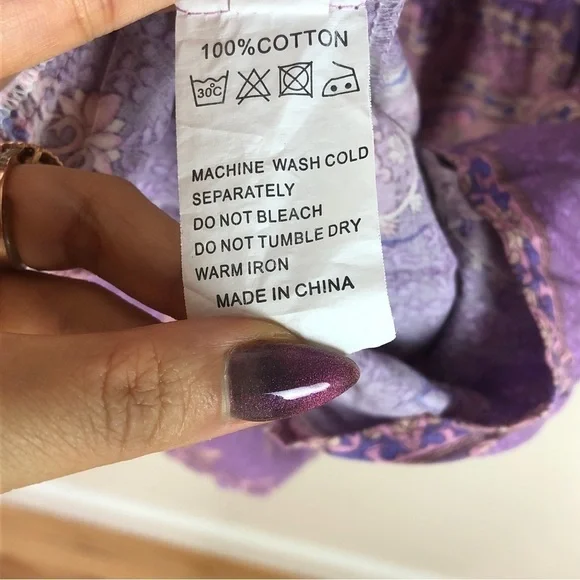 100%COTTON
30°C
MACHINE WASH COLD
SEPARATELY
DO NOT BLEACH
DO NOT TUMBLE DRY
WARM IRON
MADE IN CHINA